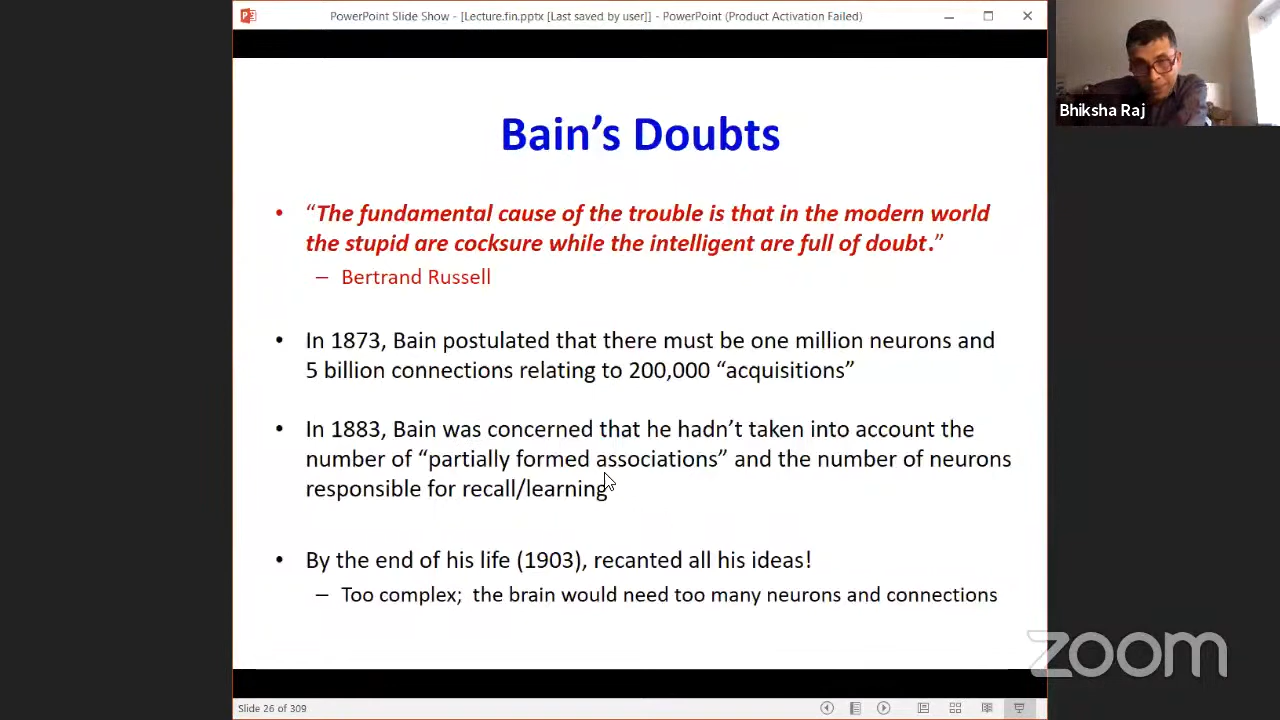 PowerPoint Slide Show - [Lecture.fin.pptx [Last saved by user]] - PowerPoint (Product Activation Failed)
Bhiksha Raj
Bain's Doubts
• “The fundamental cause of the trouble is that in the modern world
the stupid are cocksure while the intelligent are full of doubt.”
– Bertrand Russell
• In 1873, Bain postulated that there must be one million neurons and
5 billion connections relating to 200,000 “acquisitions”
• In 1883, Bain was concerned that he hadn’t taken into account the
number of “partially formed associations” and the number of neurons
responsible for recall/learning
• By the end of his life (1903), recanted all his ideas!
– Too complex; the brain would need too many neurons and connections
zoom
Slide 26 of 309